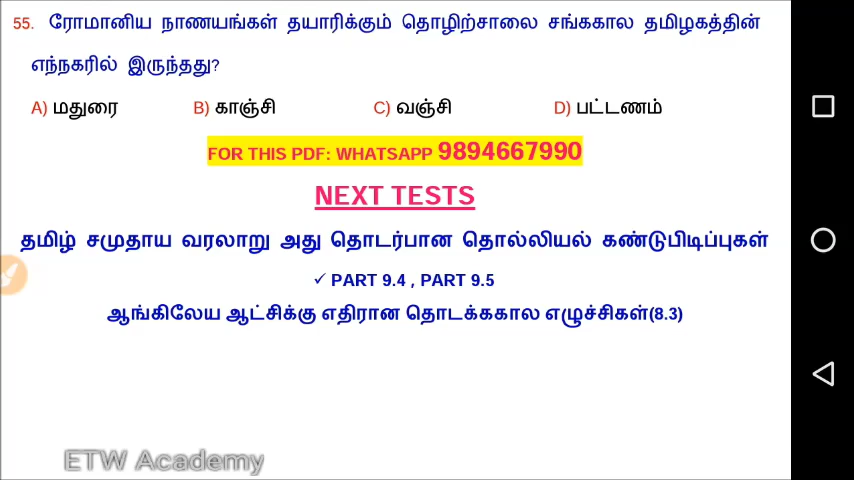 55. ரோமானிய நாணயங்கள் தயாரிக்கும் தொழிற்சாலை சங்ககால தமிழகத்தின்
எந்நகரில் இருந்தது?
A) மதுரை B) காஞ்சி C) வஞ்சி D) பட்டணம்
FOR THIS PDF: WHATSAPP 9894667990
NEXT TESTS
தமிழ் சமுதாய வரலாறு அது தொடர்பான தொல்லியல் கண்டுபிடிப்புகள்
✓ PART 9.4 , PART 9.5
ஆங்கிலேய ஆட்சிக்கு எதிரான தொடக்ககால எழுச்சிகள்(8.3)
ETW Academy